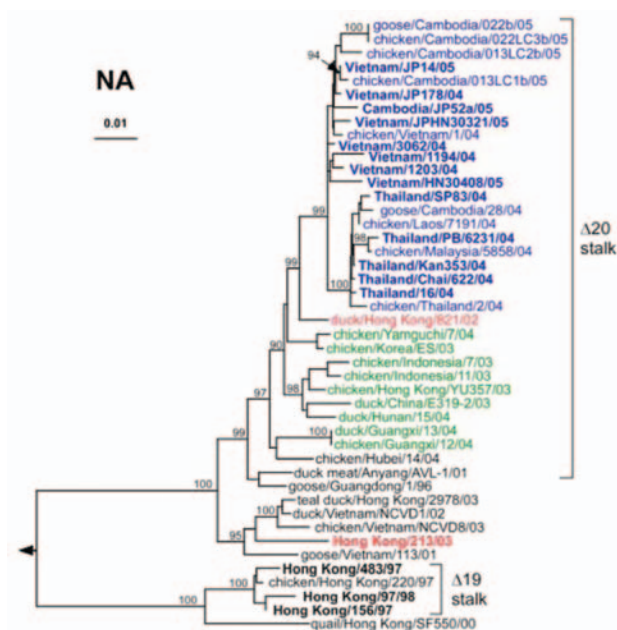 NA
0.01
100
goose/Cambodia/022b/05
chicken/Cambodia/022LC3b/05
chicken/Cambodia/013LC2b/05
94
Vietnam/JP14/05
chicken/Cambodia/013LC1b/05
Vietnam/JP178/04
Cambodia/JP52a/05
Vietnam/JPHN30321/05
chicken/Vietnam/1/04
Vietnam/3062/04
Vietnam/1194/04
Vietnam/1203/04
Vietnam/HN30408/05
Thailand/SP83/04
99
goose/Cambodia/28/04
chicken/Laos/7191/04
98
Thailand/PB/6231/04
chicken/Malaysia/5858/04
Thailand/Kan353/04
Thailand/Chai/622/04
100
Thailand/16/04
chicken/Thailand/2/04
Δ20
stalk
99
duck/Hong Kong/821/02
chicken/Yamguchi/7/04
90
chicken/Korea/ES/03
chicken/Indonesia/7/03
chicken/Indonesia/11/03
98
chicken/Hong Kong/YU357/03
97
duck/China/E319-2/03
duck/Hunan/15/04
99
duck/Guangxi/13/04
100
chicken/Guangxi/12/04
chicken/Hubei/14/04
duck meat/Anyang/AVL-1/01
100
goose/Guangdong/1/96
teal duck/Hong Kong/2978/03
duck/Vietnam/NCVD1/02
chicken/Vietnam/NCVD8/03
95
Hong Kong/213/03
goose/Vietnam/113/01
Hong Kong/483/97
100
chicken/Hong Kong/220/97
Hong Kong/97/98
100
Hong Kong/156/97
quail/Hong Kong/SF550/00
Δ19
stalk